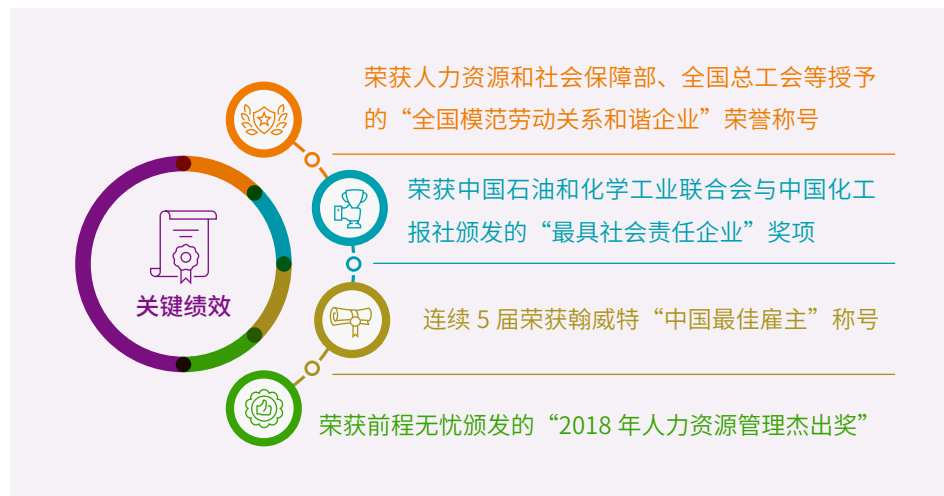 荣获人力资源和社会保障部、全国总工会等授予
的“全国模范劳动关系和谐企业”荣誉称号
荣获中国石油和化学工业联合会与中国化工
报社颁发的“最具社会责任企业”奖项
关键绩效
连续 5 届荣获翰威特“中国最佳雇主”称号
荣获前程无忧颁发的“2018 年人力资源管理杰出奖”